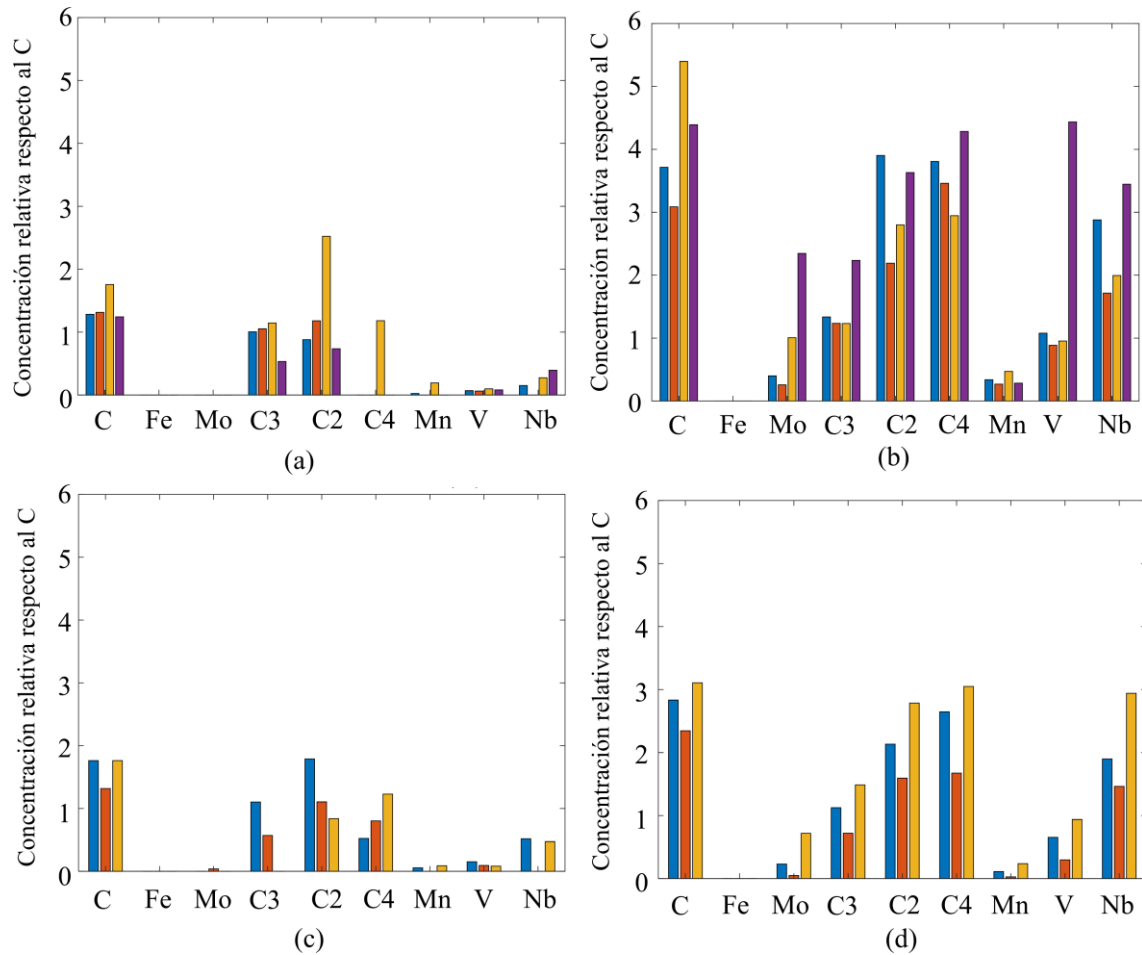 Concentración relativa respecto al C
6
5
4
3
2
1
0
C Fe Mo C3 C2 C4 Mn V Nb
(a)
Concentración relativa respecto al C
6
5
4
3
2
1
0
C Fe Mo C3 C2 C4 Mn V Nb
(b)
Concentración relativa respecto al C
6
5
4
3
2
1
0
C Fe Mo C3 C2 C4 Mn V Nb
(c)
Concentración relativa respecto al C
6
5
4
3
2
1
0
C Fe Mo C3 C2 C4 Mn V Nb
(d)